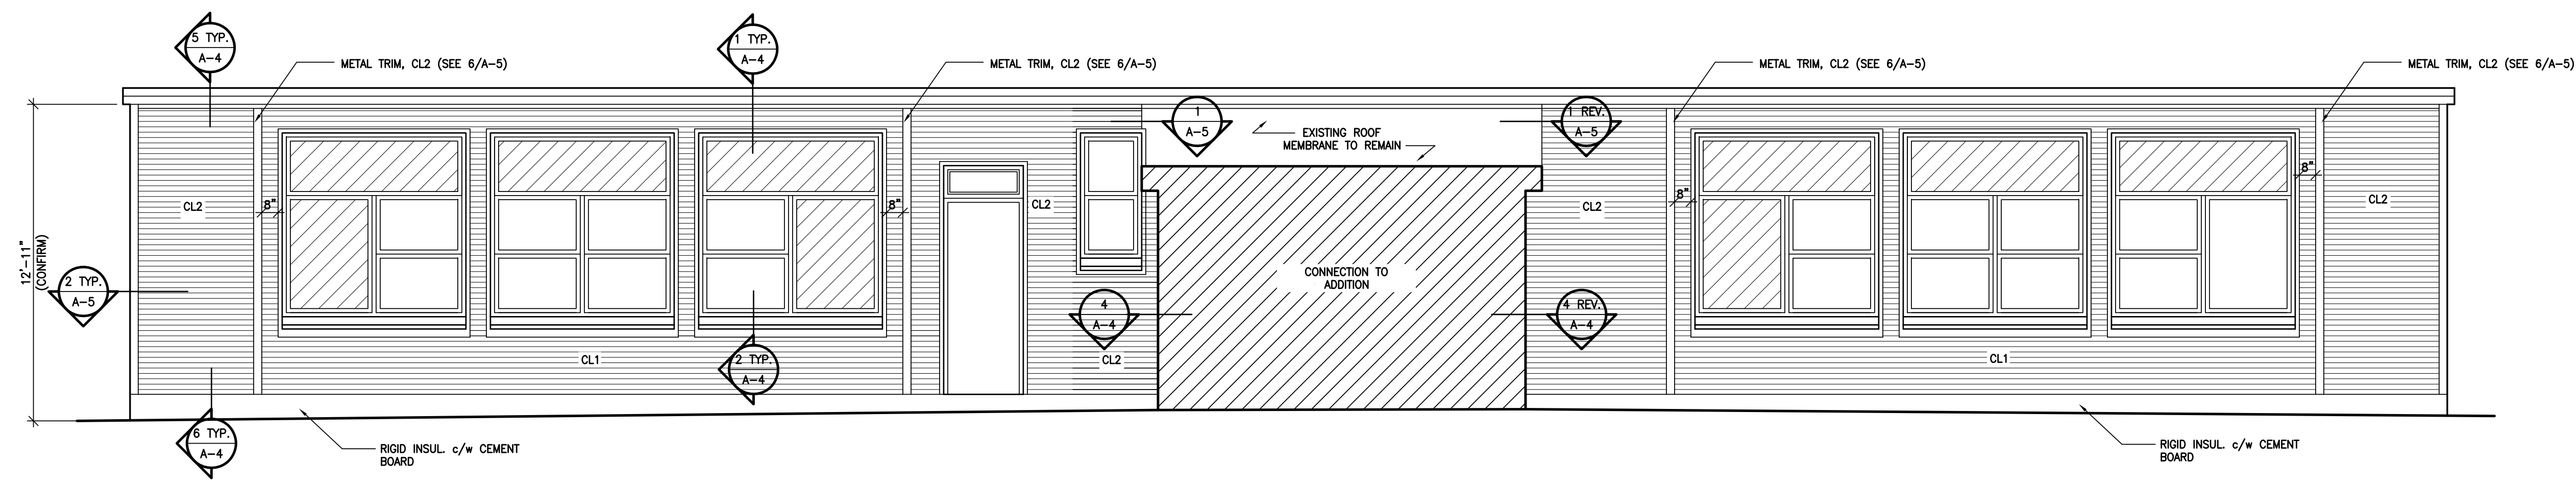 5 TYP.
A-4
METAL TRIM, CL2 (SEE 6/A-5)
1 TYP.
A-4
METAL TRIM, CL2 (SEE 6/A-5)
METAL TRIM, CL2 (SEE 6/A-5)
METAL TRIM, CL2 (SEE 6/A-5)
1
A-5
EXISTING ROOF
MEMBRANE TO REMAIN
1 REV.
A-5
12'-11"
(CONFIRM)
CL2
8"
8"
CL2
CL2
8"
8"
CL2
2 TYP.
A-5
CONNECTION TO
ADDITION
4
A-4
4 REV.
A-4
CL1
2 TYP.
A-4
CL2
CL1
6 TYP.
A-4
RIGID INSUL. c/w CEMENT
BOARD
RIGID INSUL. c/w CEMENT
BOARD